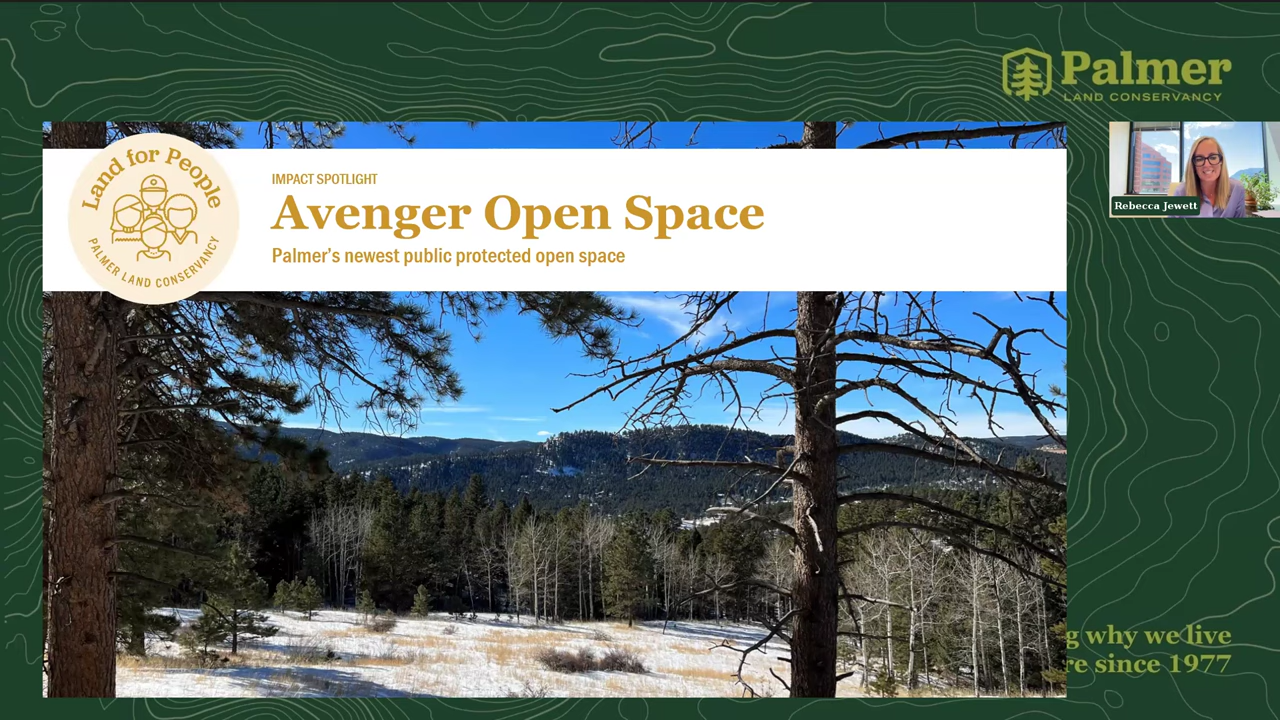 Palmer
LAND CONSERVANCY
Land for People
PALMER LAND CONSERVANCY
IMPACT SPOTLIGHT
Avenger Open Space
Palmer's newest public protected open space
Rebecca Jewett
why we live
since 1977